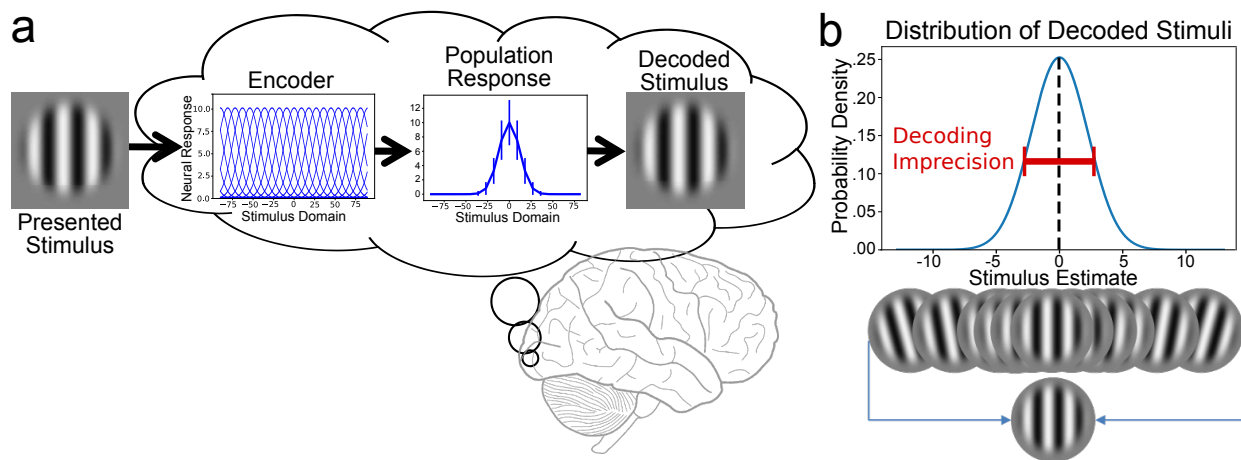 a
Presented
Stimulus
Encoder
Neural Response
10.0
7.5
5.0
2.5
0.0
−75 −50 −25 0 25 50 75
Stimulus Domain
Population
Response
12
10
8
6
4
2
0
−75 −50 −25 0 25 50 75
Stimulus Domain
Decoded
Stimulus
b
Distribution of Decoded Stimuli
Probability Density
.25
.20
.15
.10
.05
.00
Decoding
Imprecision
-10 -5 0 5 10
Stimulus Estimate